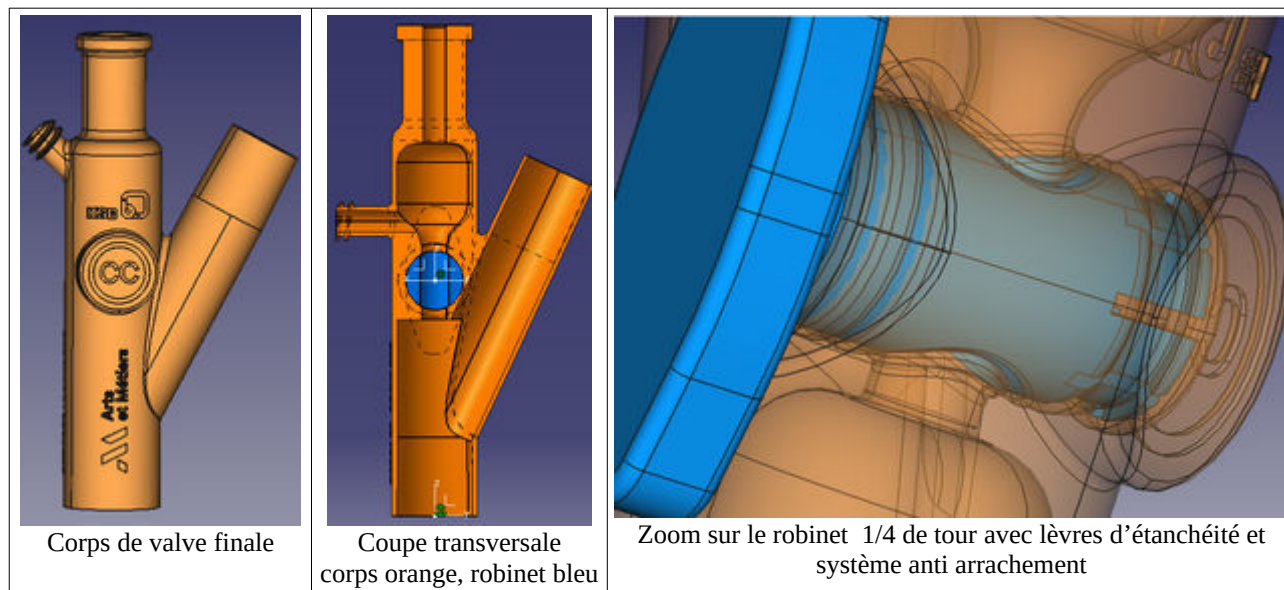 CC
Arts
et Métiers
Corps de valve finale
Coupe transversale
corps orange, robinet bleu
Zoom sur le robinet 1/4 de tour avec lèvres d’étanchéité et
système anti arrachement